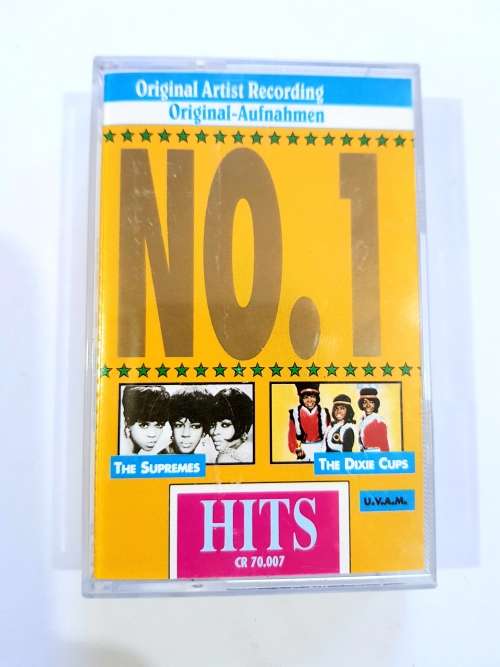 Original Artist Recording
Original-Aufnahmen
NO.1
THE SUPREMES
THE DIXIE CUPS
U.V.A.M.
HITS
CR 70.007